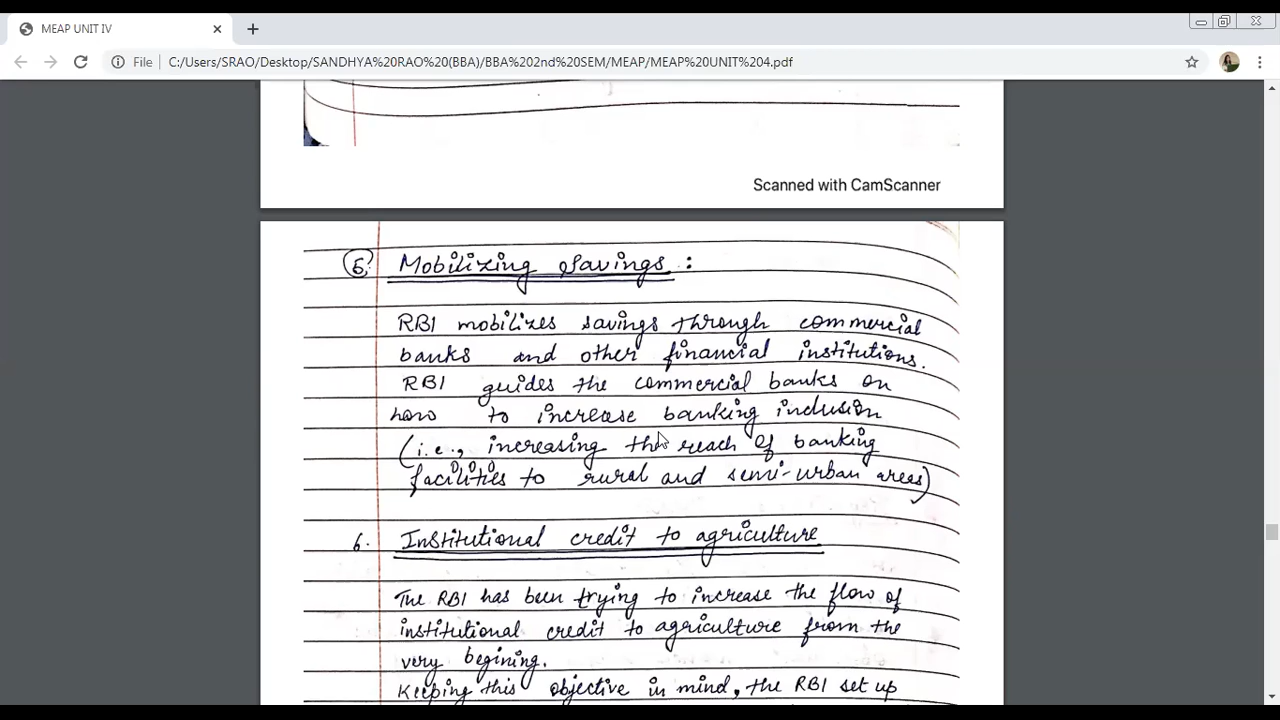 MEAP UNIT IV
File C:/Users/SRAO/Desktop/SANDHYA%20RAO%20(BBA)/BBA%202nd%20SEM/MEAP/MEAP%20UNIT%204.pdf
Scanned with CamScanner
5. Mobilizing Savings :
RBI mobilizes savings through commercial
banks and other financial institutions.
RBI guides the commercial banks on
how to increase banking inclusion
(i.e., increasing the reach of banking
facilities to rural and semi-urban areas)
6. Institutional credit to agriculture
The RBI has been trying to increase the flow of
institutional credit to agriculture from the
very begining.
Keeping this objective in mind, the RBI set up